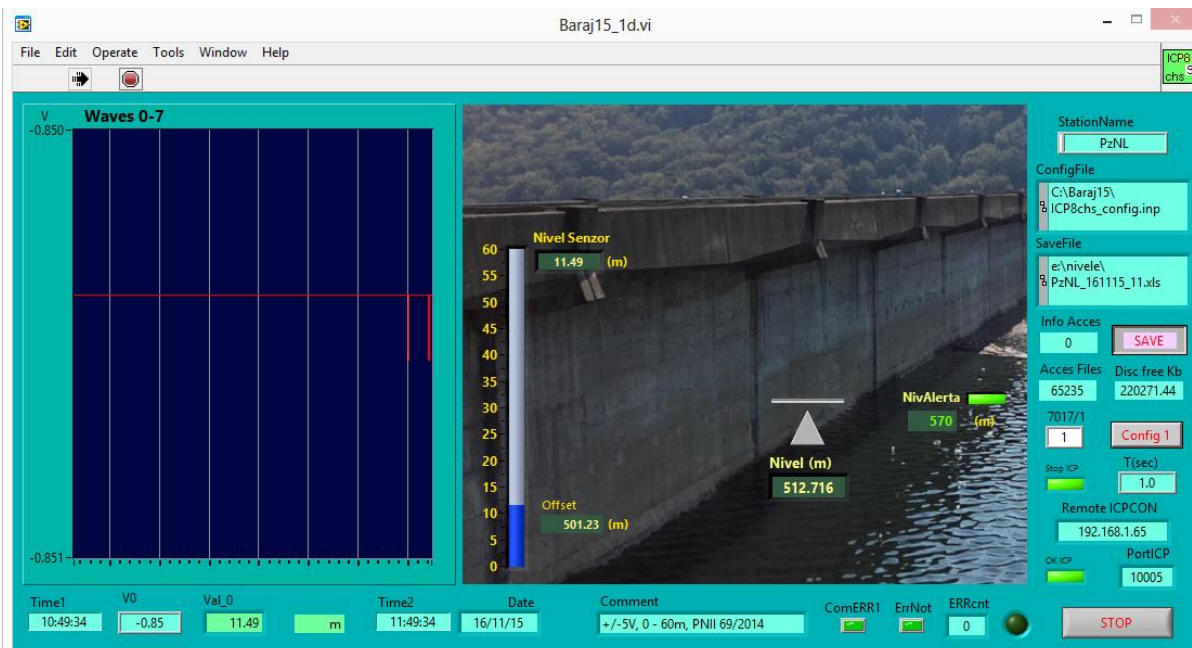 Baraj15_1d.vi
File Edit Operate Tools Window Help
ICP8
chs
V Waves 0-7
-0.850
-0.851
Nivel Senzor
11.49 (m)
60
55
50
45
40
35
30
25
20
15
10
5
0
Offset
501.23 (m)
Nivel (m)
512.716
NivAlerta
570 (m)
StationName
PzNL
ConfigFile
C:\Baraj15\
ICP8chs_config.inp
SaveFile
e:\nivele\
PzNL_161115_11.xls
Info Acces
0 SAVE
Acces Files Disc free Kb
65235 220271.44
7017/1
1 Config 1
Stop ICP T(sec)
1.0
Remote ICPCON
192.168.1.65
OK ICP PortICP
10005
Time1 V0 Val_0 Time2 Date Comment ComERR1 ErrNot ERRcnt
10:49:34 -0.85 11.49 m 11:49:34 16/11/15 +/-5V, 0 - 60m, PNII 69/2014 0 STOP